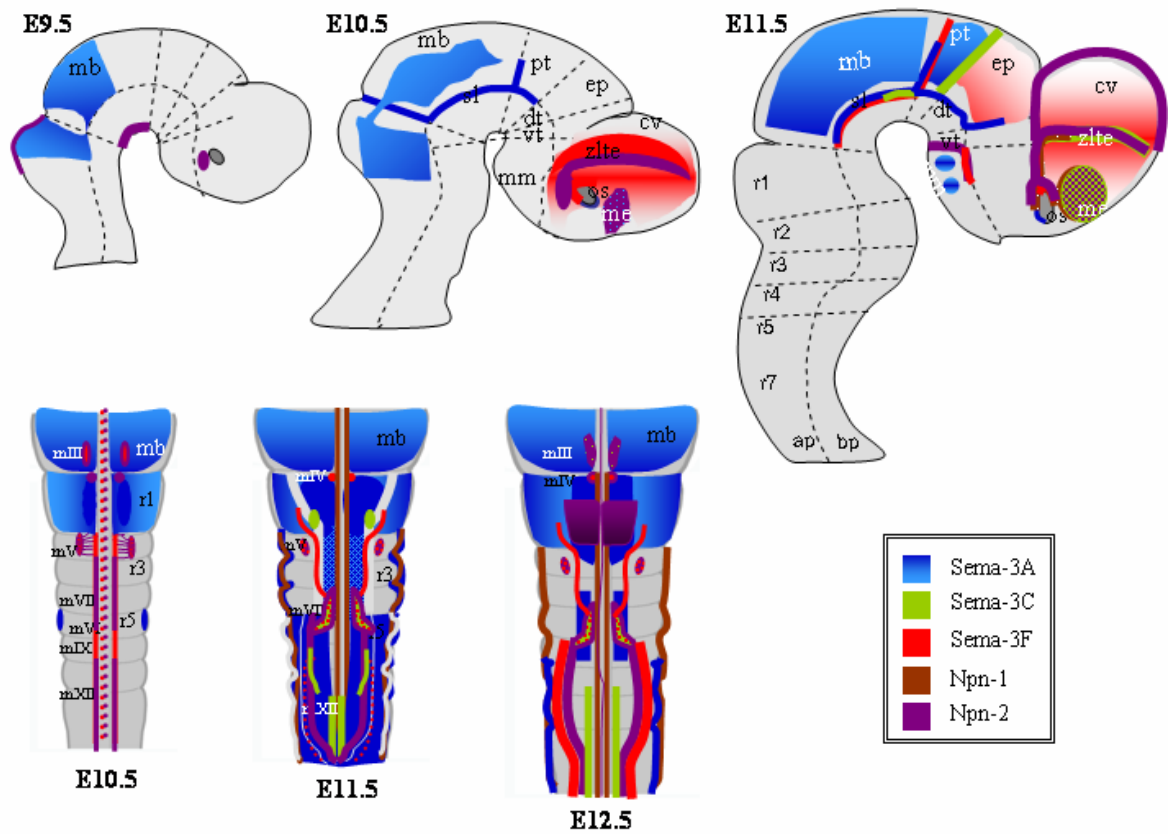 E9.5
mb
E10.5
mb
pt
sl
ep
dt
vt
cv
zlte
mm
os
me
E11.5
mb
pt
ep
sl
dt
vt
cv
zlte
os
me
r1
r2
r3
r4
r5
r7
ap
bp
mIII
mb
r1
mV
r3
mVII
mVI
r5
mIX
mXII
E10.5
mb
mIV
r3
mVII
r5
mXII
E11.5
mIII
mb
mIV
E12.5
Sema-3A
Sema-3C
Sema-3F
Npn-1
Npn-2